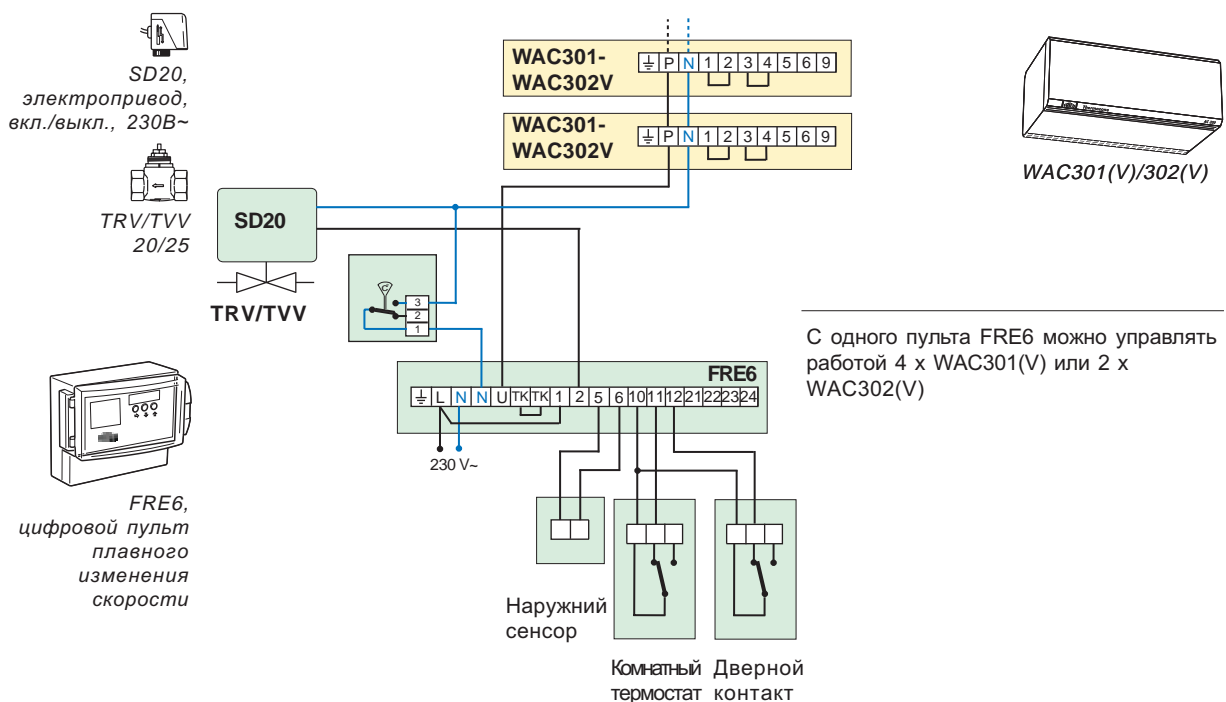 SD20,
электропривод,
вкл./выкл., 230В~
TRV/TVV
20/25
WAC301-
WAC302V
P N 1 2 3 4 5 6 9
WAC301-
WAC302V
P N 1 2 3 4 5 6 9
WAC301(V)/302(V)
SD20
TRV/TVV
C°
3
2
1
С одного пульта FRE6 можно управлять
работой 4 x WAC301(V) или 2 x
WAC302(V)
FRE6
L N N U TK TK 1 2 5 6 10 11 12 21 22 23 24
230 V~
FRE6,
цифровой пульт
плавного
изменения
скорости
Наружний
сенсор
Комнатный
термостат
Дверной
контакт